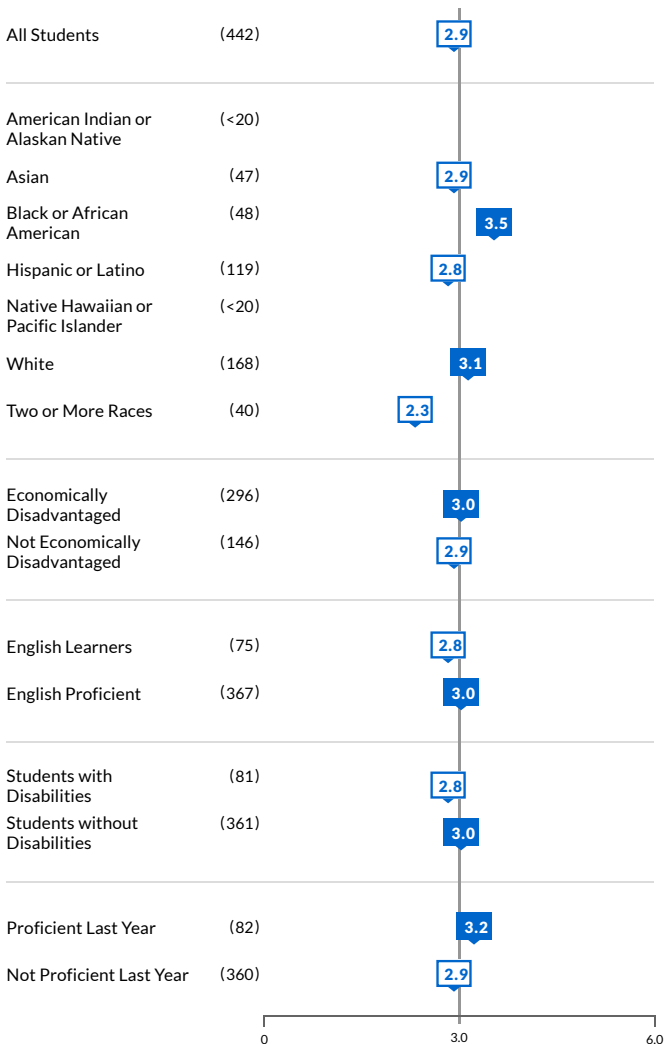 All Students (442) 2.9
American Indian or (<20)
Alaskan Native
Asian (47) 2.9
Black or African (48) 3.5
American
Hispanic or Latino (119) 2.8
Native Hawaiian or (<20)
Pacific Islander
White (168) 3.1
Two or More Races (40) 2.3
Economically (296) 3.0
Disadvantaged
Not Economically (146) 2.9
Disadvantaged
English Learners (75) 2.8
English Proficient (367) 3.0
Students with (81) 2.8
Disabilities
Students without (361) 3.0
Disabilities
Proficient Last Year (82) 3.2
Not Proficient Last Year (360) 2.9
0 3.0 6.0